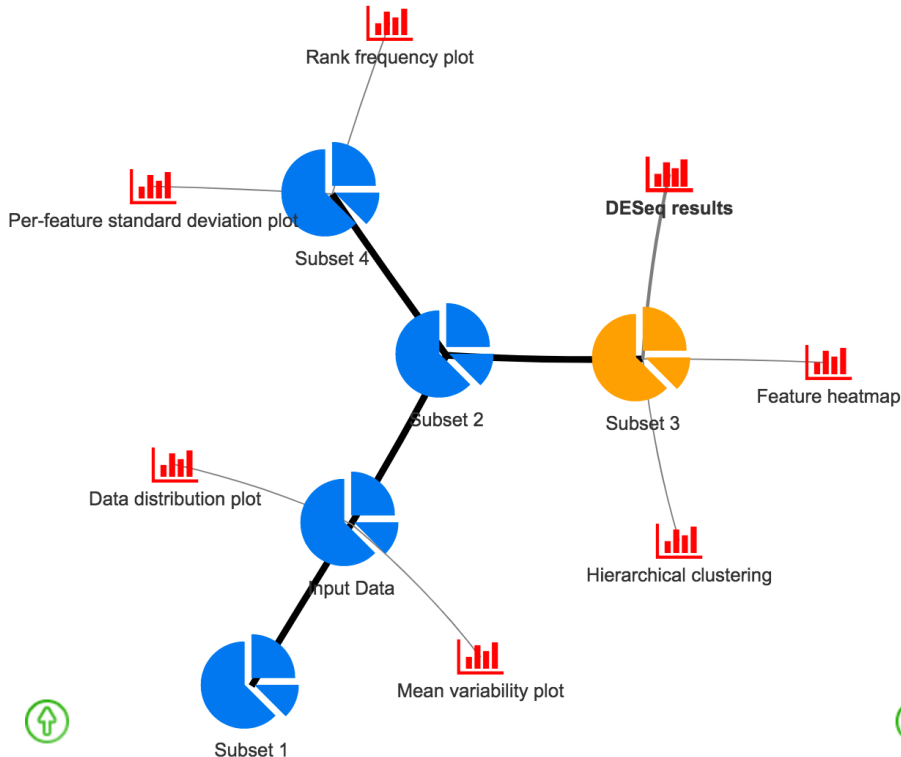 Rank frequency plot
Per-feature standard deviation plot
DESeq results
Subset 4
Feature heatmap
Subset 2
Subset 3
Data distribution plot
Hierarchical clustering
Input Data
Mean variability plot
Subset 1